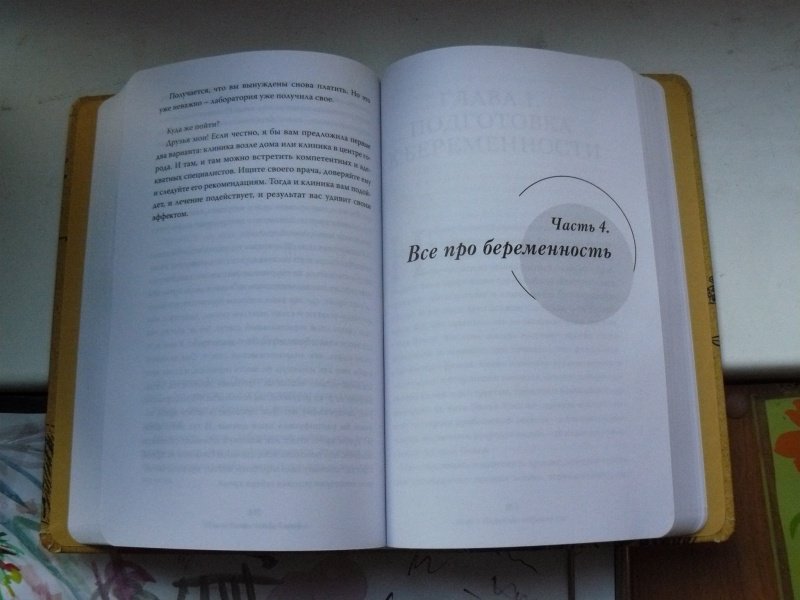 Получается, что вы вынуждены снова платить. Но это
уже неважно – лаборатория уже получила свое.
Куда же пойти?
Друзья мои! Если честно, я бы вам предложила первые
два варианта: клиника возле дома или клиника в центре го-
рода. И там, и там можно встретить компетентных и аде-
кватных специалистов. Ищите своего врача, доверяйте ему
и следуйте его рекомендациям. Тогда и клиника вам подой-
дет, и лечение подействует, и результат вас удивит своим
эффектом.
Часть 4.
Все про беременность